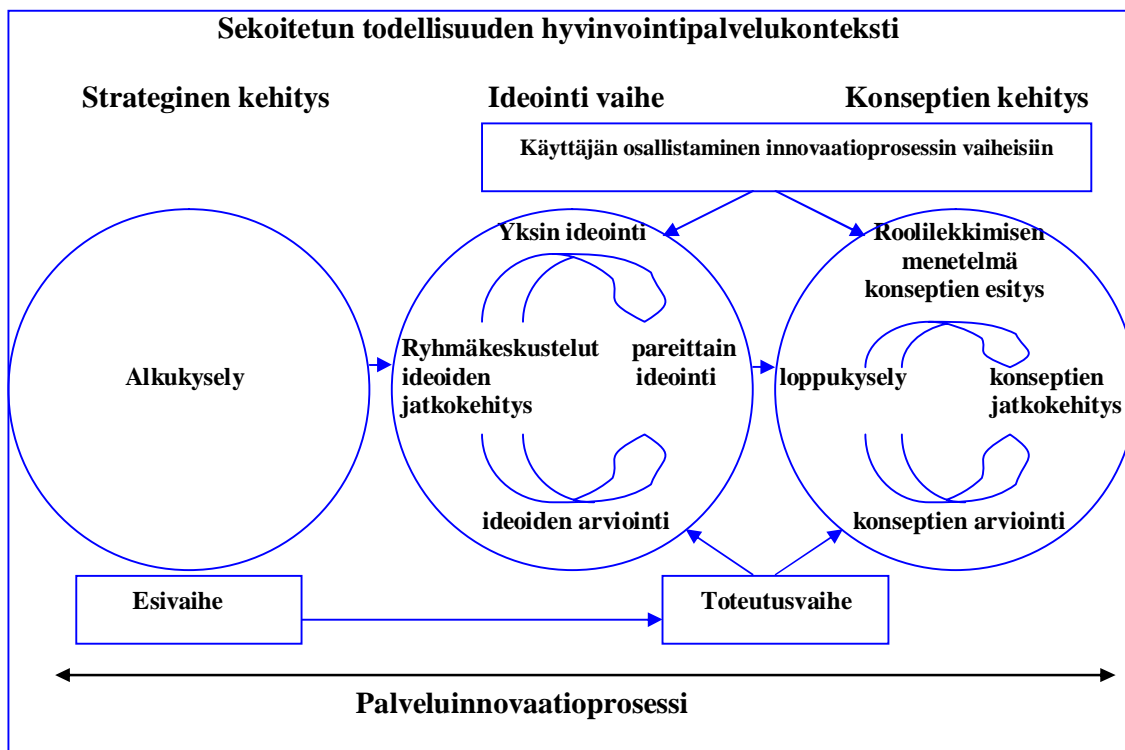 Sekoitetun todellisuuden hyvinvointipalvelukonteksti
Strateginen kehitys
Ideointi vaihe
Konseptien kehitys
Käyttäjän osallistaminen innovaatioprosessin vaiheisiin
Alkukysely
Yksin ideointi
Ryhmäkeskustelut
ideoiden
jatkokehitys
pareittain
ideointi
ideoiden arviointi
Roolilekkimisen
menetelmä
konseptien esitys
loppukysely
konseptien
jatkokehitys
konseptien arviointi
Esivaihe
Toteutusvaihe
Palveluinnovaatioprosessi